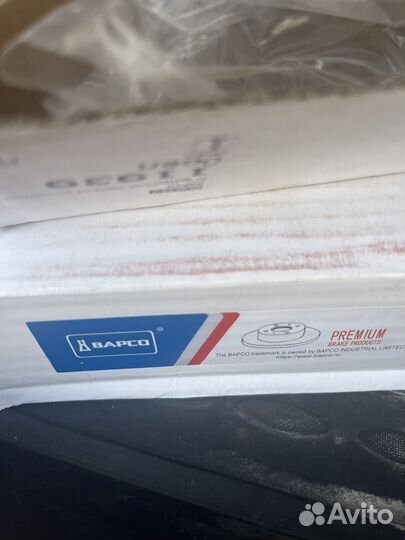 BAPCO®
PREMIUM
BRAKE PRODUCTS
The BAPCO trademark is owned by BAPCO INDUSTRIAL LIMITED
https://www.bapco.ru
Avito